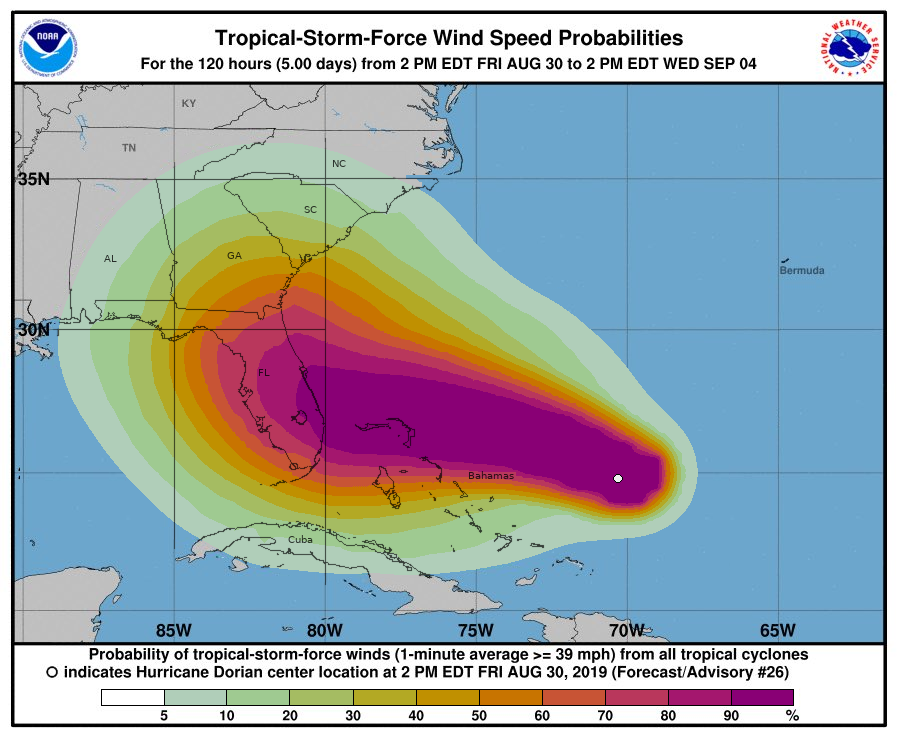 Tropical-Storm-Force Wind Speed Probabilities
For the 120 hours (5.00 days) from 2 PM EDT FRI AUG 30 to 2 PM EDT WED SEP 04
NOAA
NATIONAL WEATHER SERVICE
KY
TN
NC
35N
SC
AL
GA
Bermuda
30N
FL
Bahamas
Cuba
85W
80W
75W
70W
65W
Probability of tropical-storm-force winds (1-minute average >= 39 mph) from all tropical cyclones
indicates Hurricane Dorian center location at 2 PM EDT FRI AUG 30, 2019 (Forecast/Advisory #26)
5 10 20 30 40 50 60 70 80 90 %